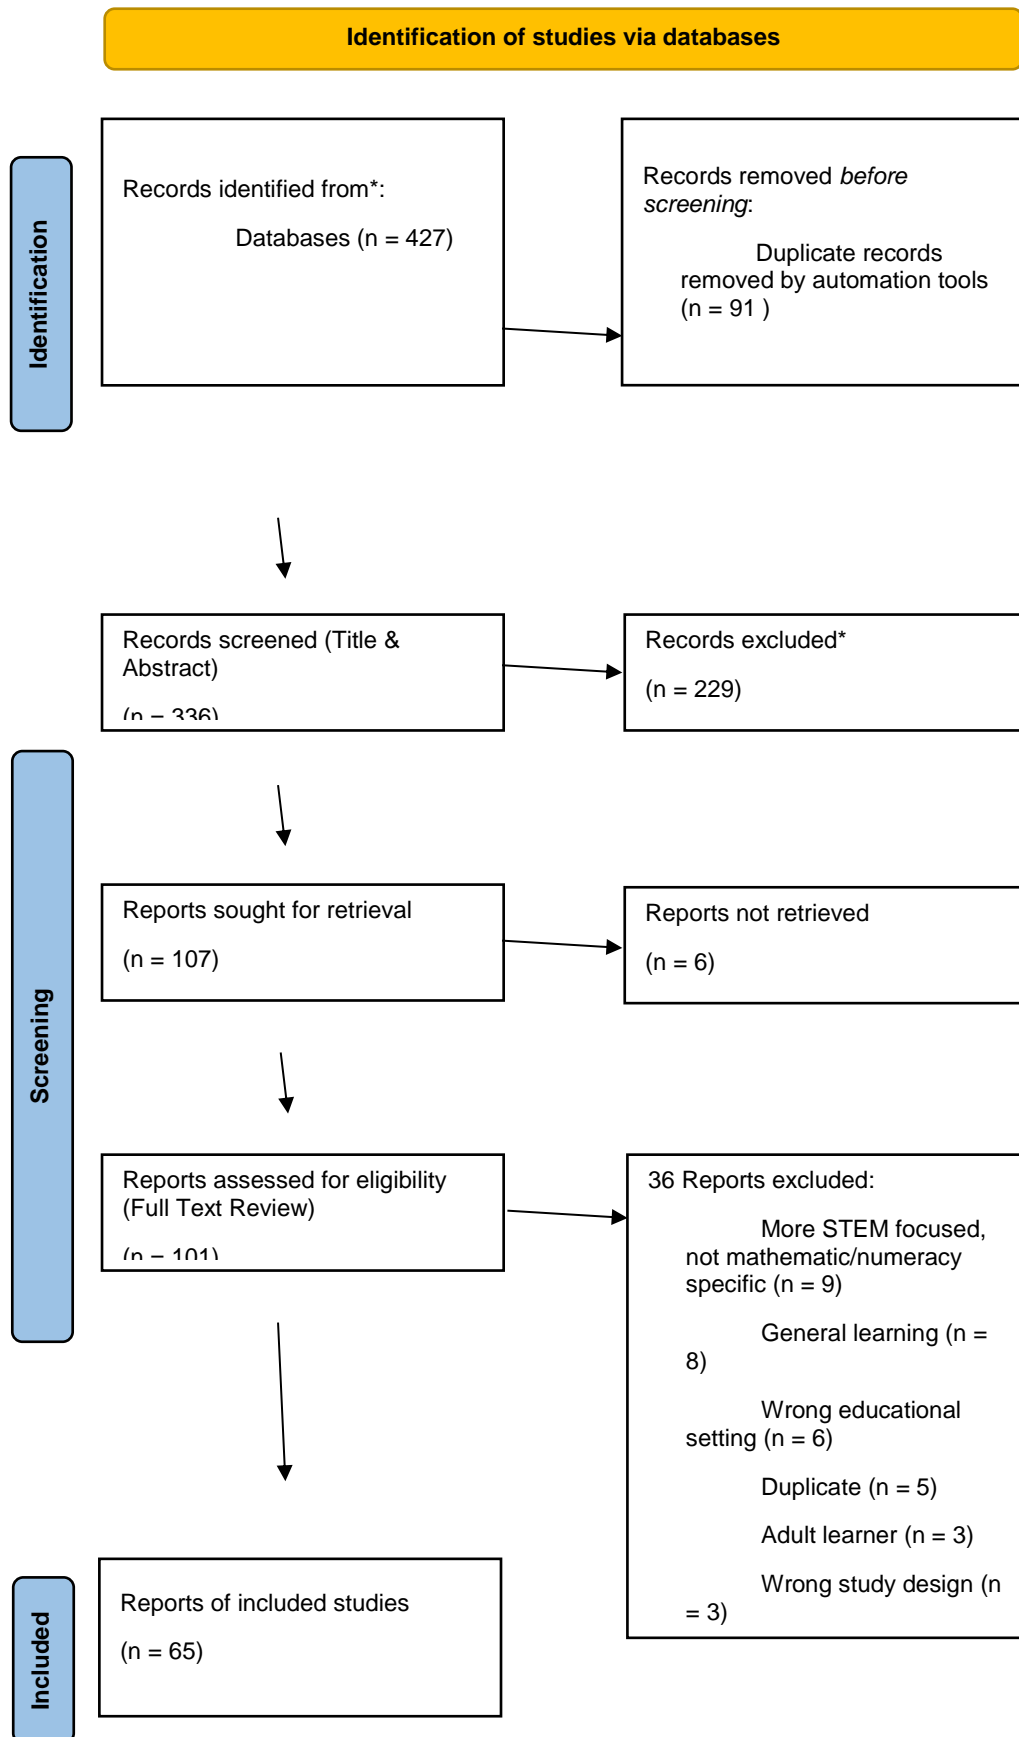 Identification of studies via databases
Identification
Records identified from*:
Databases (n = 427)
Records removed before
screening:
Duplicate records
removed by automation tools
(n = 91 )
Records screened (Title &
Abstract)
(n = 336)
Records excluded*
(n = 229)
Screening
Reports sought for retrieval
(n = 107)
Reports not retrieved
(n = 6)
Reports assessed for eligibility
(Full Text Review)
(n = 101)
36 Reports excluded:
More STEM focused,
not mathematic/numeracy
specific (n = 9)
General learning (n =
8)
Wrong educational
setting (n = 6)
Duplicate (n = 5)
Adult learner (n = 3)
Wrong study design (n
= 3)
Included
Reports of included studies
(n = 65)